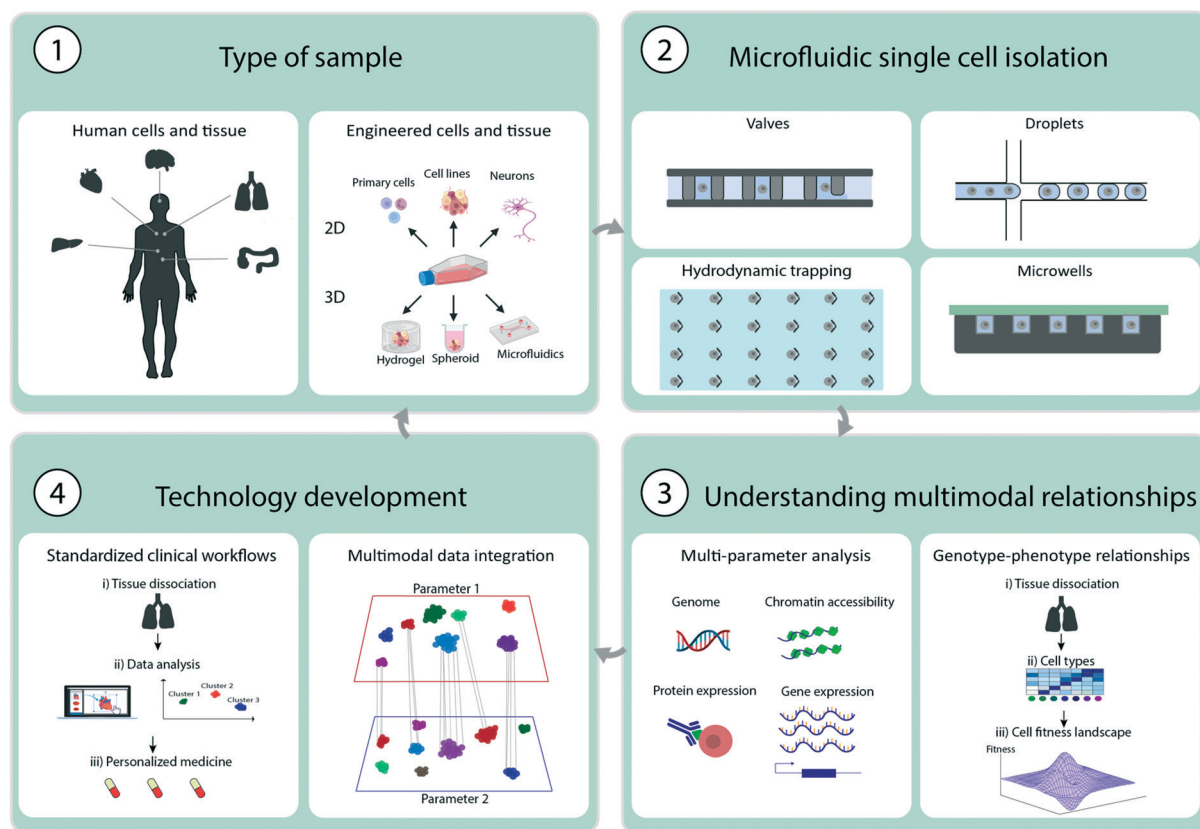 1
Type of sample
Human cells and tissue
Engineered cells and tissue
Primary cells
Cell lines
Neurons
2D
3D
Hydrogel
Spheroid
Microfluidics
2
Microfluidic single cell isolation
Valves
Droplets
Hydrodynamic trapping
Microwells
4
Technology development
Standardized clinical workflows
i) Tissue dissociation
ii) Data analysis
Cluster 1
Cluster 2
Cluster 3
iii) Personalized medicine
Multimodal data integration
Parameter 1
Parameter 2
3
Understanding multimodal relationships
Multi-parameter analysis
Genome
Chromatin accessibility
Protein expression
Gene expression
Genotype-phenotype relationships
i) Tissue dissociation
ii) Cell types
iii) Cell fitness landscape
Fitness